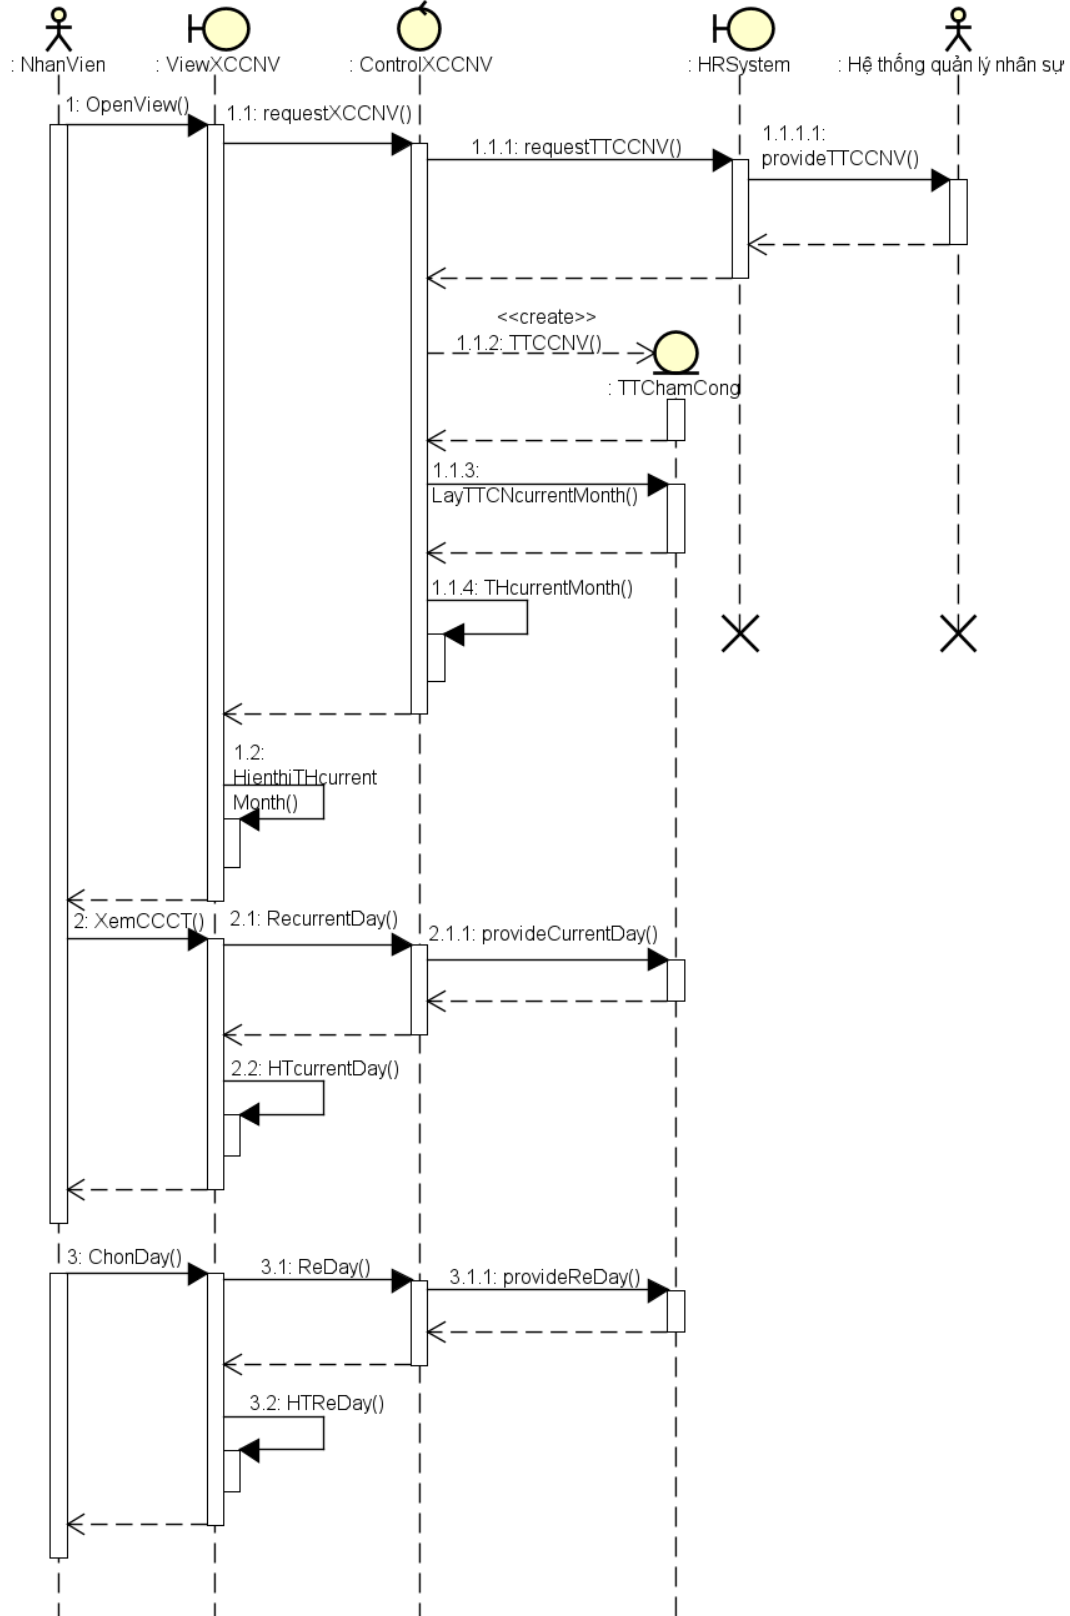 : NhanVien
: ViewXCCNV
: ControlXCCNV
: HRSystem
: Hệ thống quản lý nhân sự
1: OpenView()
1.1: requestXCCNV()
1.1.1: requestTTCCNV()
1.1.1.1:
provideTTCCNV()
<<create>>
1.1.2: TTCCNV()
: TTChamCong
1.1.3:
LayTTCNcurrentMonth()
1.1.4: THcurrentMonth()
1.2:
HienthiTHcurrent
Month()
2: XemCCCT()
2.1: RecurrentDay()
2.1.1: provideCurrentDay()
2.2: HTcurrentDay()
3: ChonDay()
3.1: ReDay()
3.1.1: provideReDay()
3.2: HTReDay()